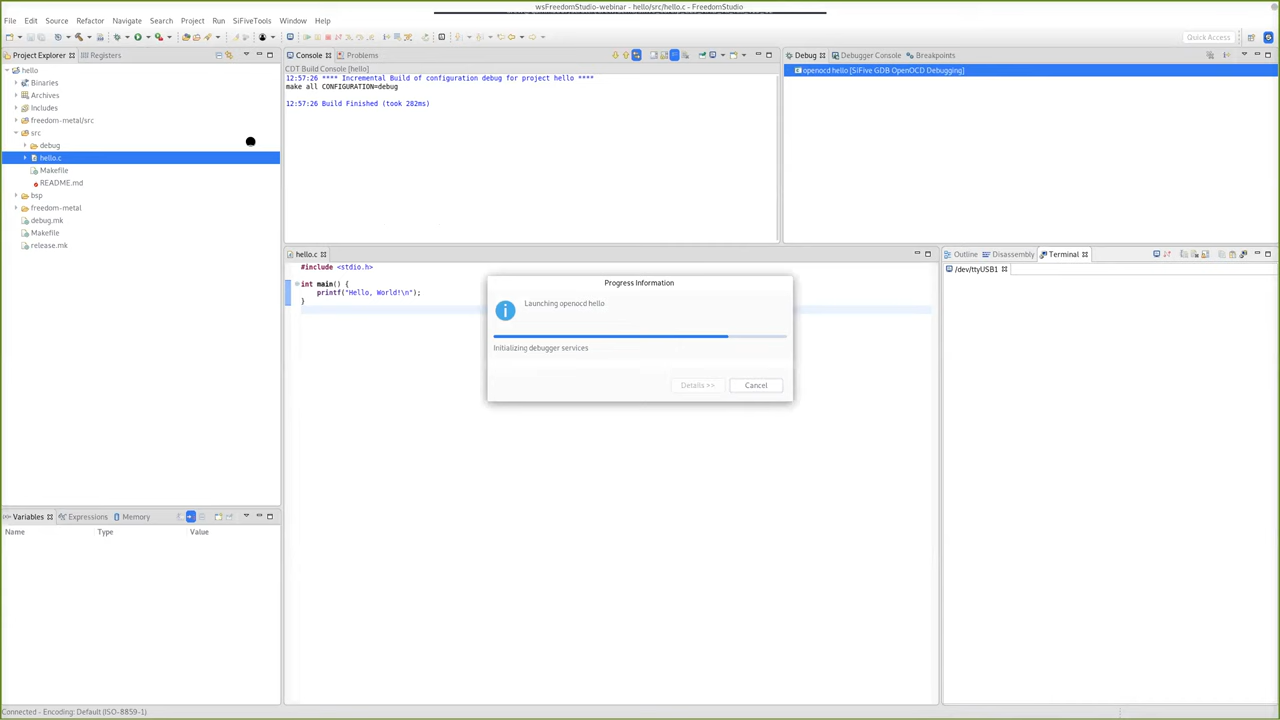 wsFreedomStudio-webinar - hello/src/hello.c - FreedomStudio
File Edit Source Refactor Navigate Search Project Run SiFiveTools Window Help
Quick Access
Project Explorer Registers
hello
Binaries
Archives
Includes
freedom-metal/src
src
debug
hello.c
Makefile
README.md
bsp
freedom-metal
debug.mk
Makefile
release.mk
Console Problems
CDT Build Console [hello]
12:57:26 **** Incremental Build of configuration debug for project hello ****
make all CONFIGURATION=debug
12:57:26 Build Finished (took 282ms)
Debug Debugger Console Breakpoints
openocd hello [SiFive GDB OpenOCD Debugging]
hello.c
#include <stdio.h>
int main() {
printf("Hello, World!\n");
}
Progress Information
Launching openocd hello
Initializing debugger services
Details >> Cancel
Outline Disassembly Terminal
/dev/ttyUSB1
Variables Expressions Memory
Name Type Value
Connected - Encoding: Default (ISO-8859-1)